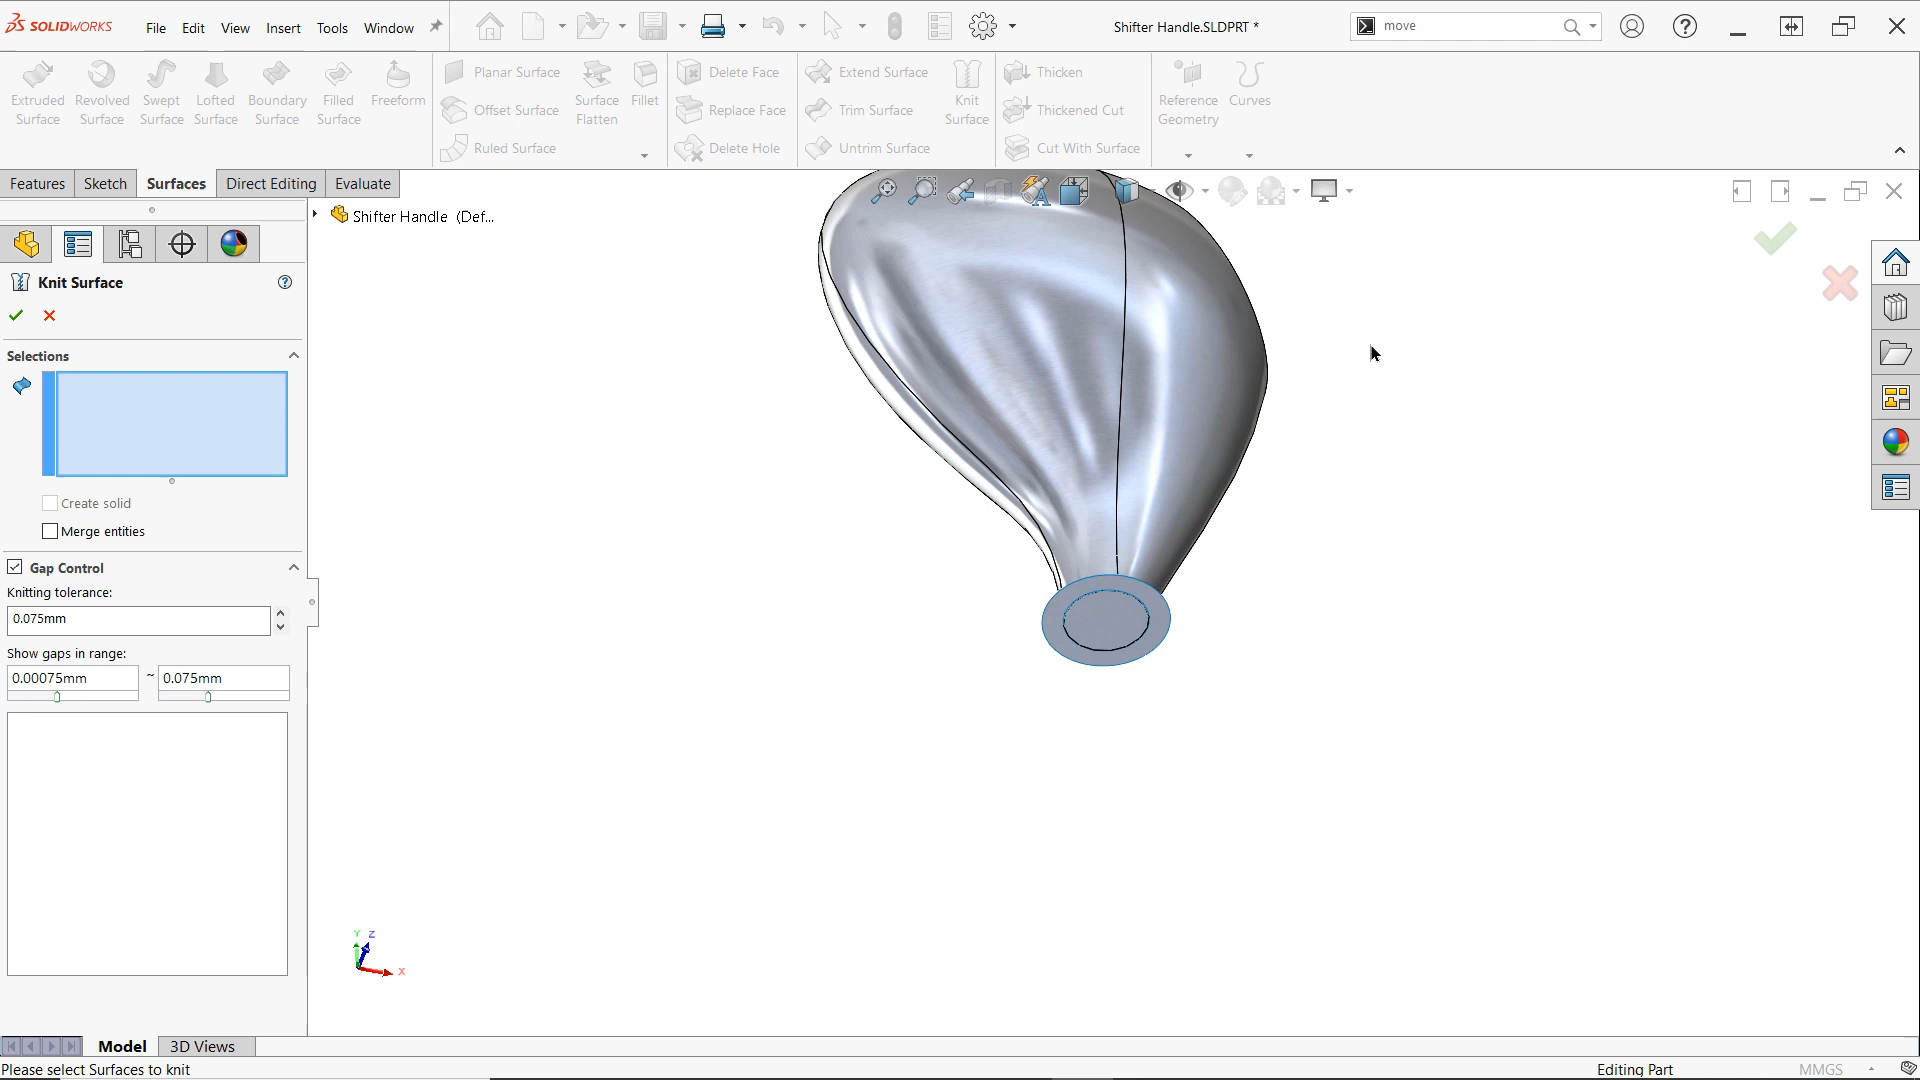 SOLIDWORKS File Edit View Insert Tools Window Shifter Handle.SLDPRT * move
Extruded Surface
Revolved Surface
Swept Surface
Lofted Surface
Boundary Surface
Filled Surface
Freeform
Planar Surface
Offset Surface
Ruled Surface
Surface Flatten
Fillet
Delete Face
Replace Face
Delete Hole
Extend Surface
Trim Surface
Untrim Surface
Knit Surface
Thicken
Thickened Cut
Cut With Surface
Reference Geometry
Curves
Features Sketch Surfaces Direct Editing Evaluate
Shifter Handle (Def...
Knit Surface
Selections
Create solid
Merge entities
Gap Control
Knitting tolerance:
0.075mm
Show gaps in range:
0.00075mm ~ 0.075mm
Y Z
X
Model 3D Views
Please select Surfaces to knit Editing Part MMGS